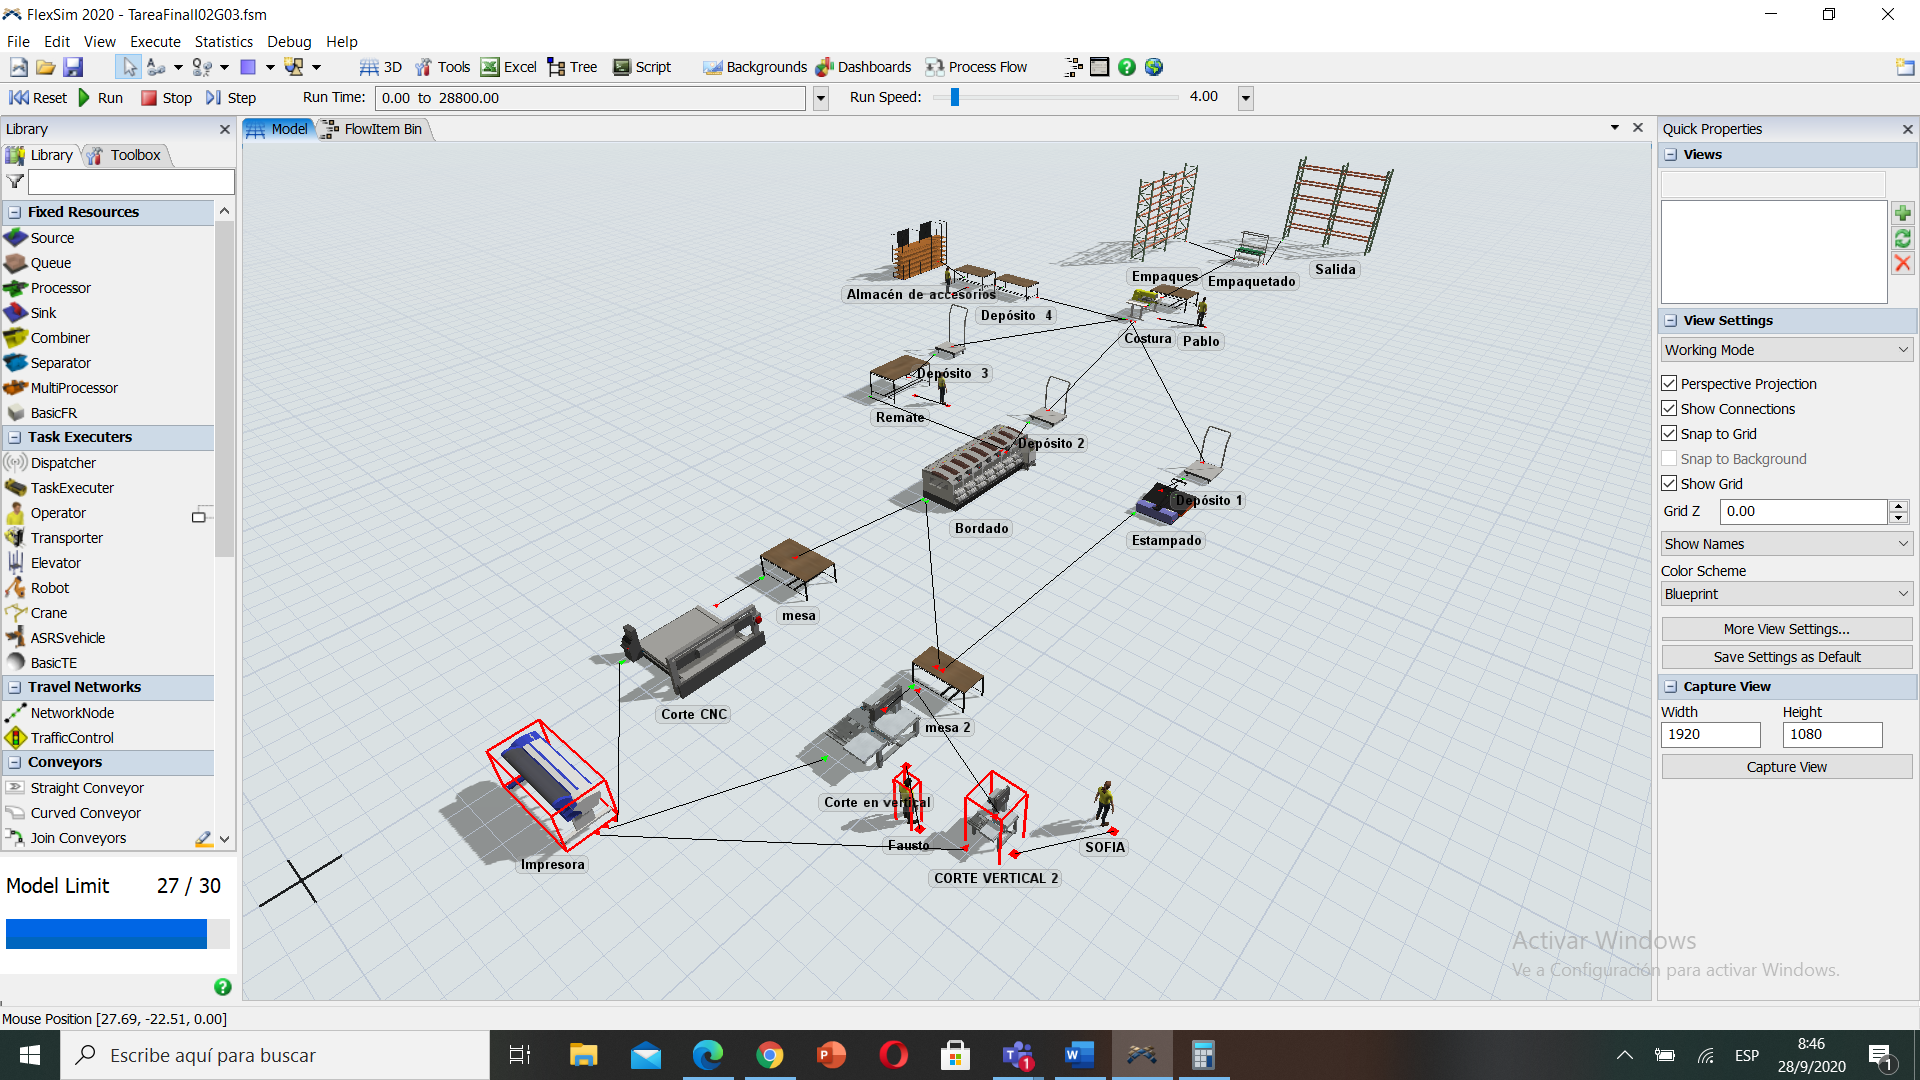 FlexSim 2020 - TareaFinalI02G03.fsm
File Edit View Execute Statistics Debug Help
3D Tools Excel Tree Script Backgrounds Dashboards Process Flow
Reset Run Stop Step Run Time: 0.00 to 28800.00 Run Speed: 4.00
Library
Library Toolbox
Fixed Resources
Source
Queue
Processor
Sink
Combiner
Separator
MultiProcessor
BasicFR
Task Executers
Dispatcher
TaskExecuter
Operator
Transporter
Elevator
Robot
Crane
ASRSvehicle
BasicTE
Travel Networks
NetworkNode
TrafficControl
Conveyors
Straight Conveyor
Curved Conveyor
Join Conveyors
Model Limit 27 / 30
Model FlowItem Bin
Salida
Empaques
Empaquetado
Almacén de accesorios
Depósito 4
Costura
Pablo
Depósito 3
Remate
Depósito 2
Depósito 1
Bordado
Estampado
mesa
Corte CNC
mesa 2
Corte en vertical
Fausto
SOFIA
Impresora
CORTE VERTICAL 2
Quick Properties
Views
View Settings
Working Mode
Perspective Projection
Show Connections
Snap to Grid
Snap to Background
Show Grid
Grid Z 0.00
Show Names
Color Scheme
Blueprint
More View Settings...
Save Settings as Default
Capture View
Width Height
1920 1080
Capture View
Activar Windows
Ve a Configuración para activar Windows.
Mouse Position [27.69, -22.51, 0.00]
Escribe aquí para buscar
1
ESP
8:46
28/9/2020
1